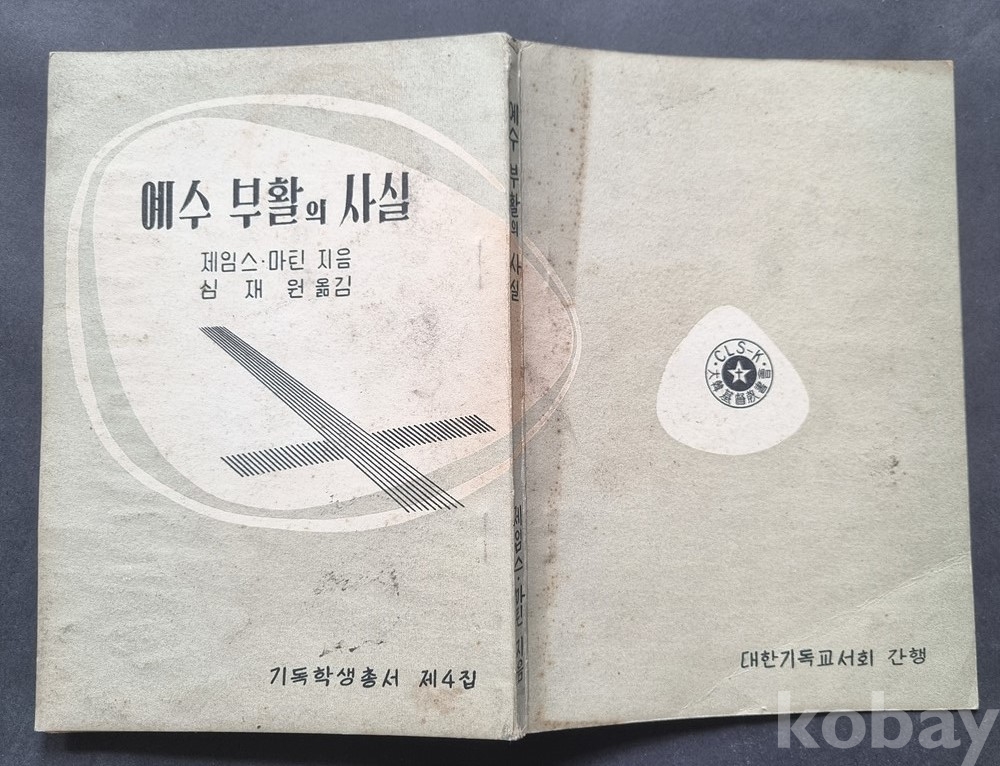 예수 부활의 사실
제임스·마틴 지음
심재원 옮김
기독학생총서 제4집
예수 부활의 사실
제임스·마틴 지음
·CLS-K·
大韓基督教書會
대한기독교서회 간행
kobay